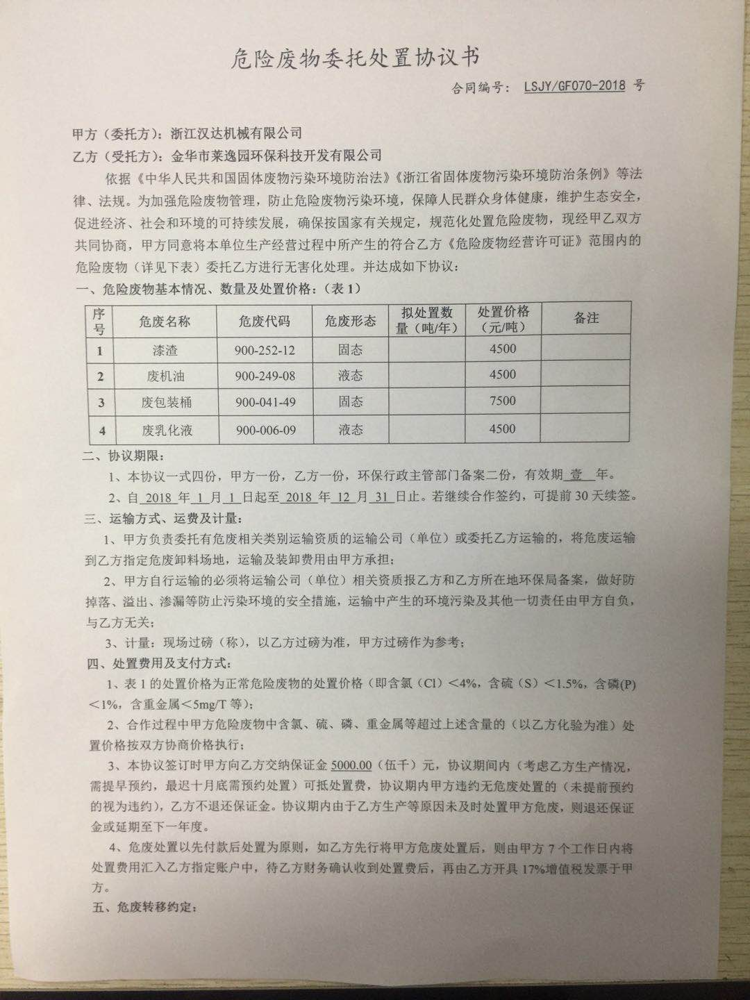 危险废物委托处置协议书
合同编号： LSJY/GF070-2018 号
甲方（委托方）：浙江汉达机械有限公司
乙方（受托方）：金华市莱逸园环保科技开发有限公司
依据《中华人民共和国固体废物污染环境防治法》《浙江省固体废物污染环境防治条例》等法
律、法规。为加强危险废物管理，防止危险废物污染环境，保障人民群众身体健康，维护生态安全，
促进经济、社会和环境的可持续发展，确保按国家有关规定，规范化处置危险废物，现经甲乙双方
共同协商，甲方同意将本单位生产经营过程中所产生的符合乙方《危险废物经营许可证》范围内的
危险废物（详见下表）委托乙方进行无害化处理。并达成如下协议：
一、危险废物基本情况、数量及处置价格：（表 1）
序号 危废名称 危废代码 危废形态 拟处置数量（吨/年） 处置价格（元/吨） 备注
1 漆渣 900-252-12 固态 4500
2 废机油 900-249-08 液态 4500
3 废包装桶 900-041-49 固态 7500
4 废乳化液 900-006-09 液态 4500
二、协议期限：
1、本协议一式四份，甲方一份，乙方一份，环保行政主管部门备案二份，有效期 壹 年。
2、自 2018 年 1 月 1 日起至 2018 年 12 月 31 日止。若继续合作签约，可提前 30 天续签。
三、运输方式、运费及计量：
1、甲方负责委托有危废相关类别运输资质的运输公司（单位）或委托乙方运输的，将危废运输
到乙方指定危废卸料场地，运输及装卸费用由甲方承担；
2、甲方自行运输的必须将运输公司（单位）相关资质报乙方和乙方所在地环保局备案，做好防
掉落、溢出、渗漏等防止污染环境的安全措施，运输中产生的环境污染及其他一切责任由甲方自负，
与乙方无关；
3、计量：现场过磅（称），以乙方过磅为准，甲方过磅作为参考；
四、处置费用及支付方式：
1、表 1 的处置价格为正常危险废物的处置价格（即含氯（Cl）＜4%，含硫（S）＜1.5%，含磷(P)
＜1%，含重金属＜5mg/T 等）；
2、合作过程中甲方危险废物中含氯、硫、磷、重金属等超过上述含量的（以乙方化验为准）处
置价格按双方协商价格执行；
3、本协议签订时甲方向乙方交纳保证金 5000.00（伍千）元，协议期间内（考虑乙方生产情况，
需提早预约，最迟十月底需预约处置）可抵处置费，协议期内甲方违约无危废处置的（未提前预约
的视为违约），乙方不退还保证金。协议期内由于乙方生产等原因未及时处置甲方危废，则退还保证
金或延期至下一年度。
4、危废处置以先付款后处置为原则，如乙方先行将甲方危废处置后，则由甲方 7 个工作日内将
处置费用汇入乙方指定账户中，待乙方财务确认收到处置费后，再由乙方开具 17%增值税发票于甲
方。
五、危废转移约定：